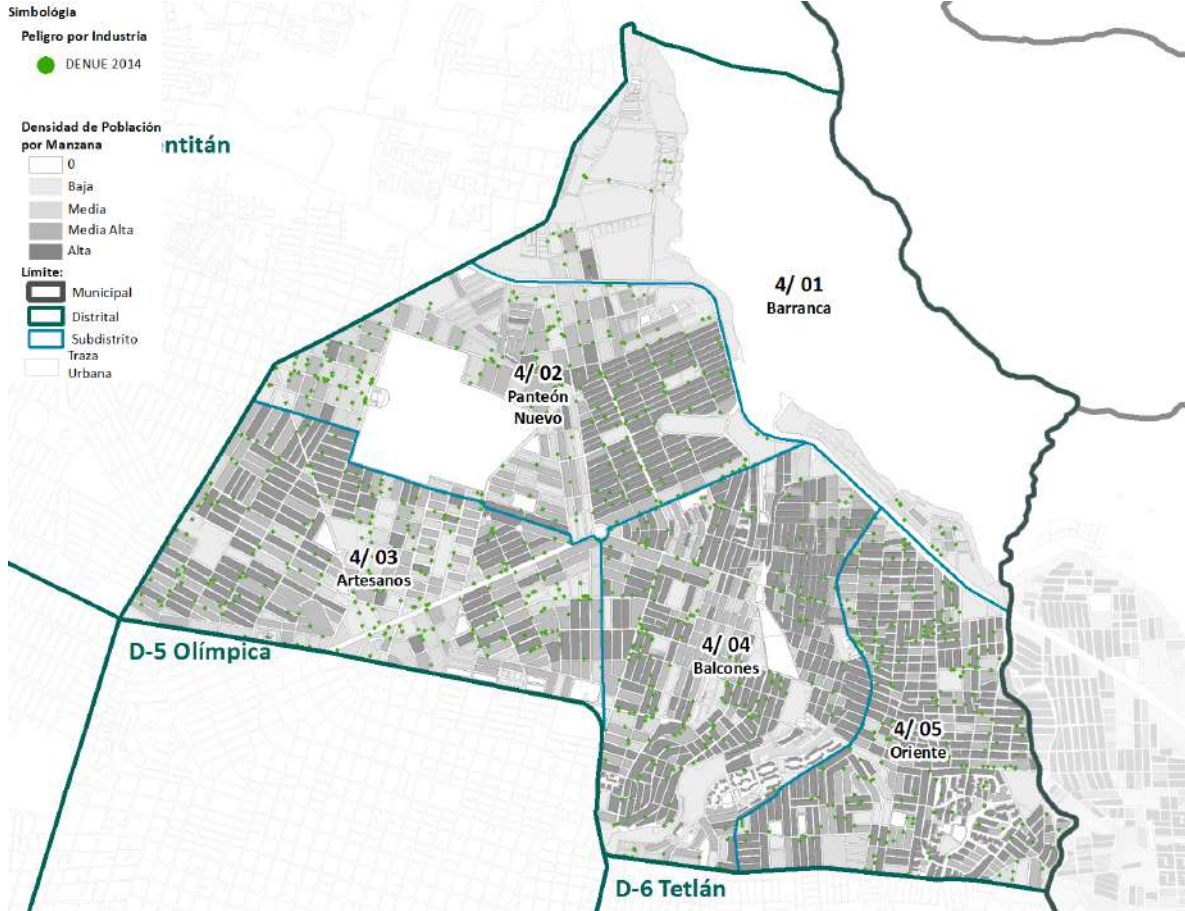 Simbología
Peligro por Industria
DENUE 2014
Densidad de Población
por Manzana
0
Baja
Media
Media Alta
Alta
Límite:
Municipal
Distrital
Subdistrito
Traza
Urbana
entitán
4/ 01
Barranca
4/ 02
Panteón
Nuevo
4/ 03
Artesanos
D-5 Olímpica
4/ 04
Balcones
4/ 05
Oriente
D-6 Tetlán